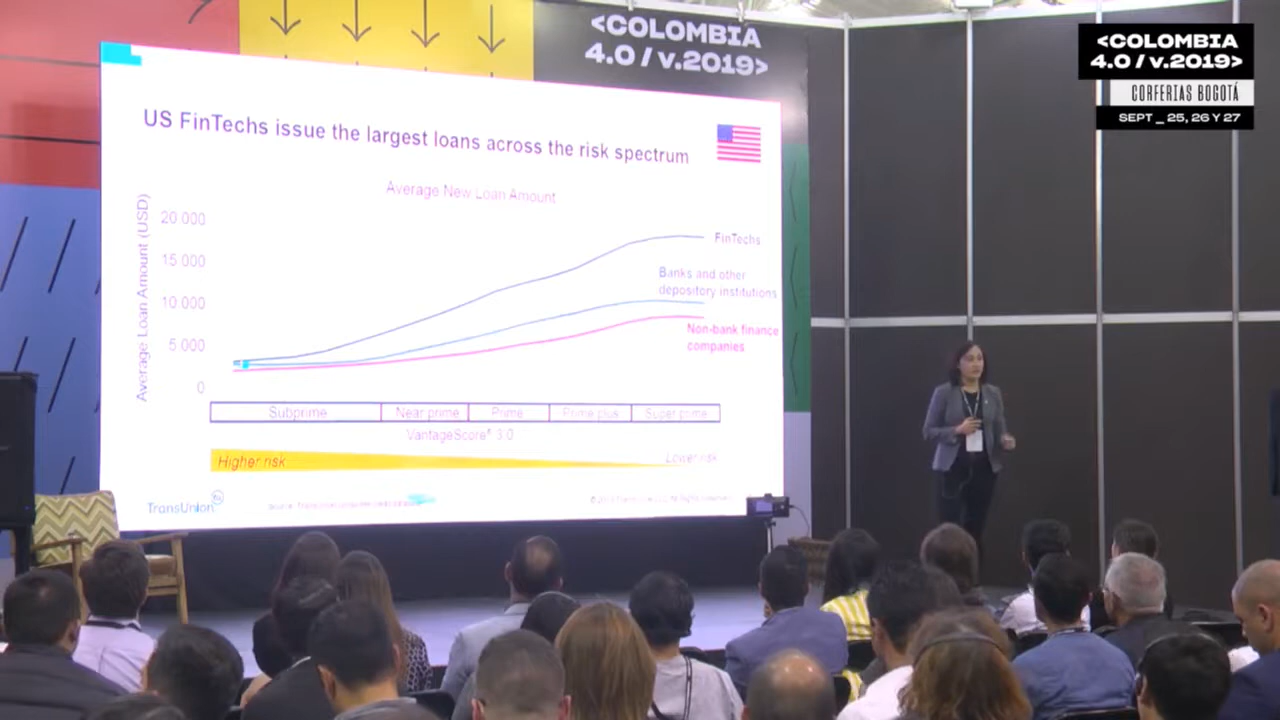 <COLOMBIA
4.0 / v.2019>
<COLOMBIA
4.0 / v.2019>
CORFERIAS BOGOTÁ
SEPT _ 25, 26 Y 27
US FinTechs issue the largest loans across the risk spectrum
Average New Loan Amount
Average Loan Amount (USD)
20 000
15 000
10 000
5 000
0
FinTechs
Banks and other
depository institutions
Non-bank finance
companies
Subprime Near prime Prime Prime plus Super prime
VantageScore® 3.0
Higher risk Lower risk
TransUnion